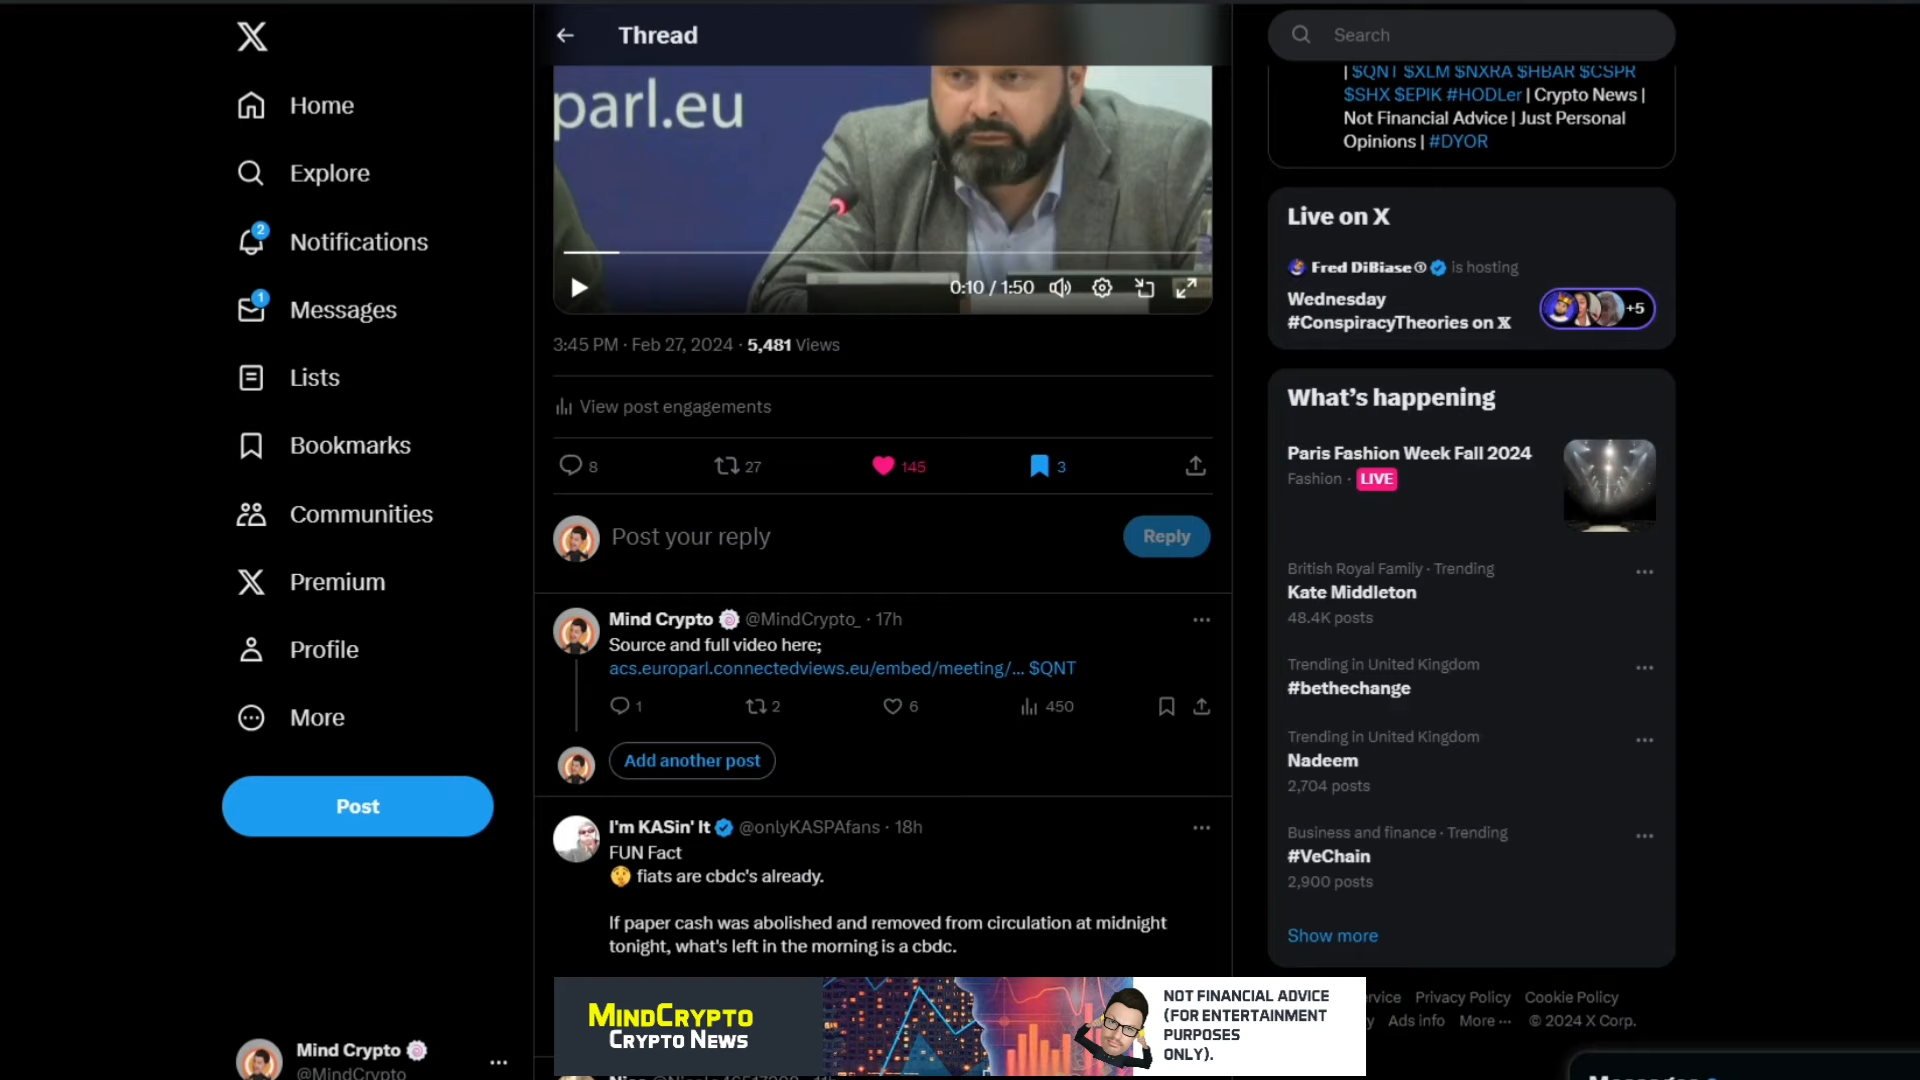 Home
Explore
2
Notifications
1
Messages
Lists
Bookmarks
Communities
Premium
Profile
More
Post
Mind Crypto
@MindCrypto
Thread
parl.eu
0:10 / 1:50
3:45 PM · Feb 27, 2024 · 5,481 Views
View post engagements
8
27
145
3
Post your reply
Reply
Mind Crypto @MindCrypto_ · 17h
Source and full video here;
acs.europarl.connectedviews.eu/embed/meeting/... $QNT
1
2
6
450
Add another post
I'm KASin' It @onlyKASPAfans · 18h
FUN Fact
🤫 fiats are cbdc's already.
If paper cash was abolished and removed from circulation at midnight
tonight, what's left in the morning is a cbdc.
MINDCRYPTO
CRYPTO NEWS
NOT FINANCIAL ADVICE
(FOR ENTERTAINMENT
PURPOSES
ONLY).
Search
| $QNT $XLM $NXRA $HBAR $CSPR
$SHX $EPIK #HODLer | Crypto News |
Not Financial Advice | Just Personal
Opinions | #DYOR
Live on X
Fred DiBiase is hosting
Wednesday
#ConspiracyTheories on X
+5
What's happening
Paris Fashion Week Fall 2024
Fashion · LIVE
British Royal Family · Trending
Kate Middleton
48.4K posts
Trending in United Kingdom
#bethechange
Trending in United Kingdom
Nadeem
2,704 posts
Business and finance · Trending
#VeChain
2,900 posts
Show more
Privacy Policy Cookie Policy
Ads info More ··· © 2024 X Corp.